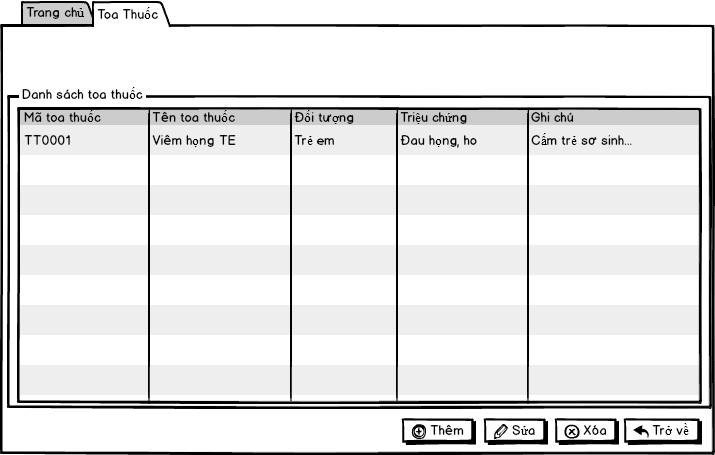 Trang chủ Toa Thuốc
Danh sách toa thuốc
Mã toa thuốc Tên toa thuốc Đối tượng Triệu chứng Ghi chú
TT0001 Viêm họng TE Trẻ em Đau họng, ho Cấm trẻ sơ sinh...
Thêm Sửa Xóa Trở về